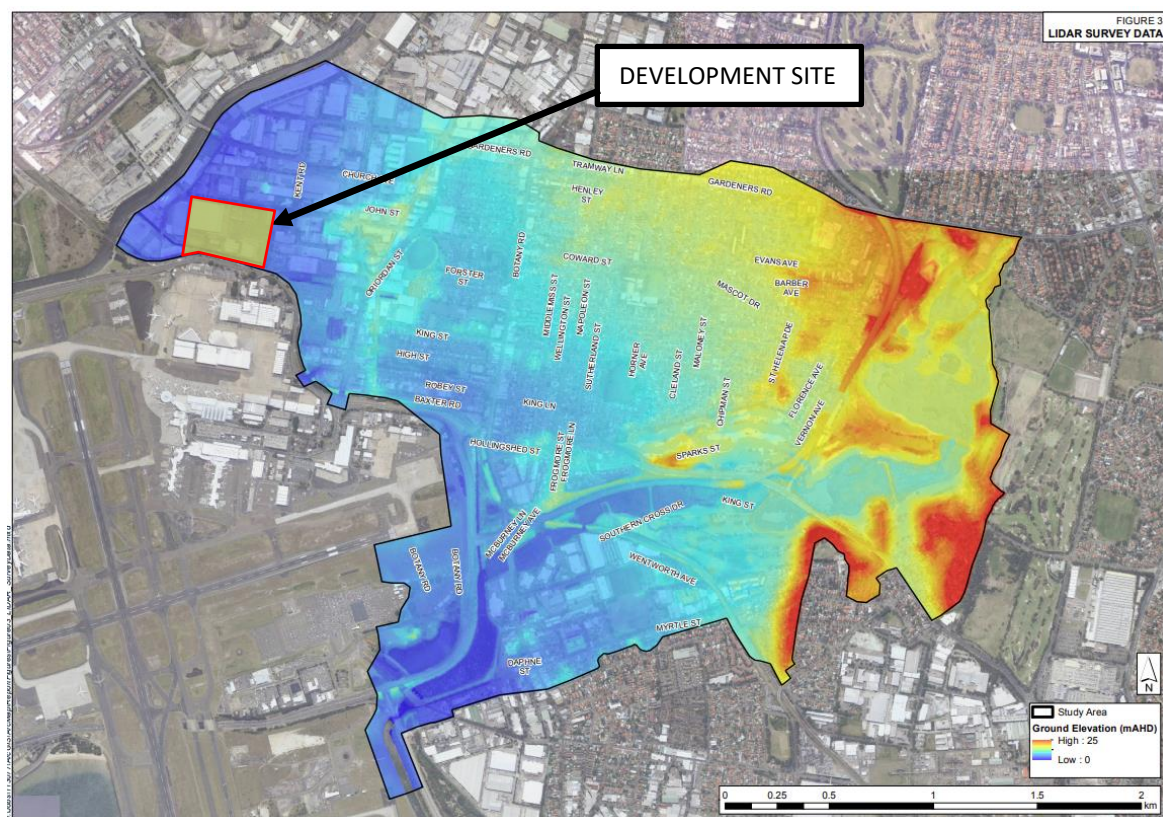 FIGURE 3
LIDAR SURVEY DATA
DEVELOPMENT SITE
GARDENERS RD
TRAMWAY LN
GARDENERS RD
KENT RD
CHURCH AVE
HENLEY
ST
JOHN ST
BOTANY RD
COWARD ST
EVANS AVE
ORIORDAN ST
FORSTER
ST
MASCOT DR
BARBER
AVE
MIDDLEMISS ST
WELLINGTON ST
NAPOLEON ST
SUTHERLAND ST
KING ST
HIGH ST
HORNER
AVE
CLELAND ST
MALONEY ST
ST HELENA PDE
ROBEY ST
BAXTER RD
KING LN
CHIPMAN ST
FLORENCE AVE
VERNON AVE
HOLLINGSHED ST
FROGMORE ST
FROGMORE LN
SPARKS ST
KING ST
MCBURNEY LN
MCBURNEY AVE
SOUTHERN CROSS DR
BOTANY RD
BOTANY RD
WENTWORTH AVE
MYRTLE ST
DAPHNE
ST
N
Study Area
Ground Elevation (mAHD)
High : 25
Low : 0
0 0.25 0.5 1 1.5 2
km